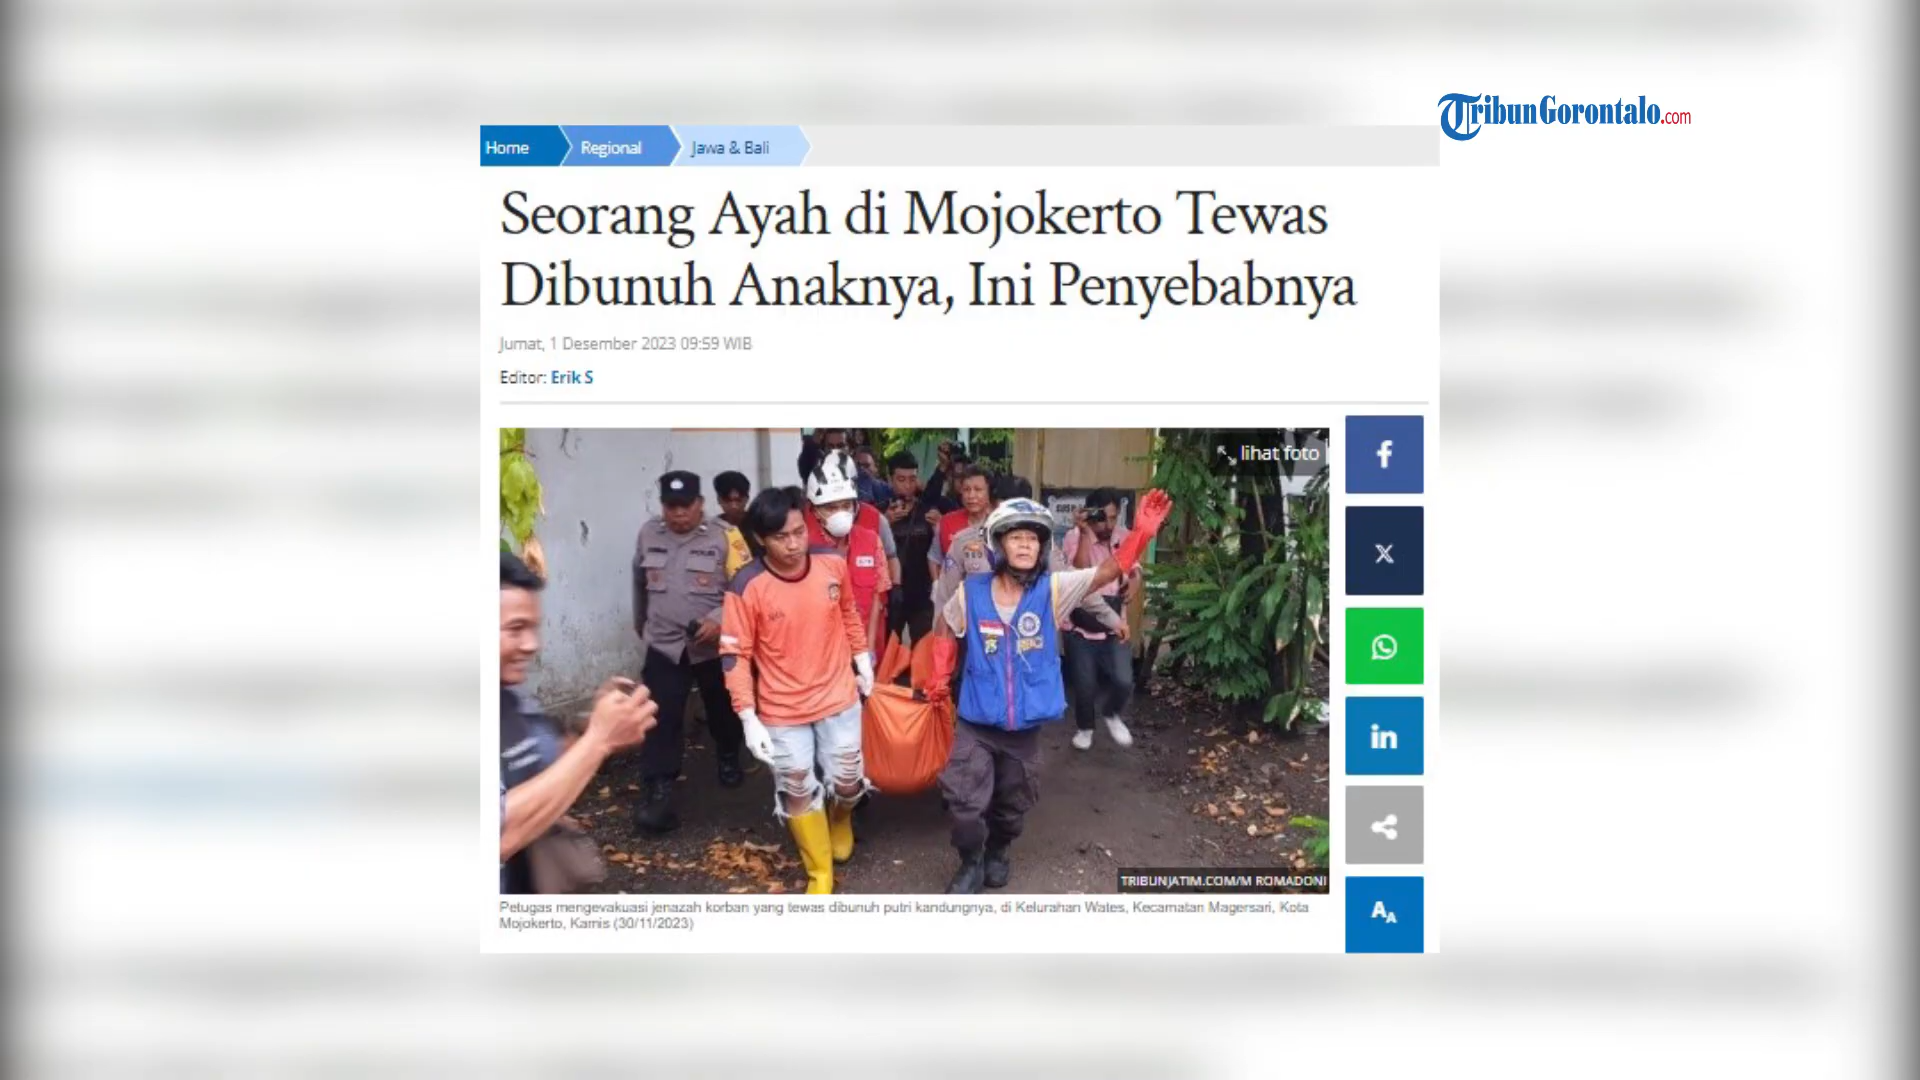 TribunGorontalo.com
Home Regional Jawa & Bali
Seorang Ayah di Mojokerto Tewas
Dibunuh Anaknya, Ini Penyebabnya
Jumat, 1 Desember 2023 09:59 WIB
Editor: Erik S
lihat foto
TRIBUNJATIM.COM/M ROMADONI
Petugas mengevakuasi jenazah korban yang tewas dibunuh putri kandungnya, di Kelurahan Wates, Kecamatan Magersari, Kota
Mojokerto, Kamis (30/11/2023)